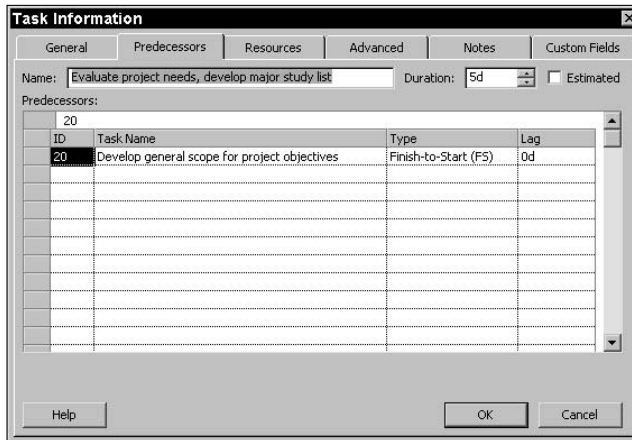 Task Information
General Predecessors Resources Advanced Notes Custom Fields
Name: Evaluate project needs, develop major study list Duration: 5d Estimated
Predecessors:
20
ID Task Name Type Lag
20 Develop general scope for project objectives Finish-to-Start (FS) 0d
Help OK Cancel